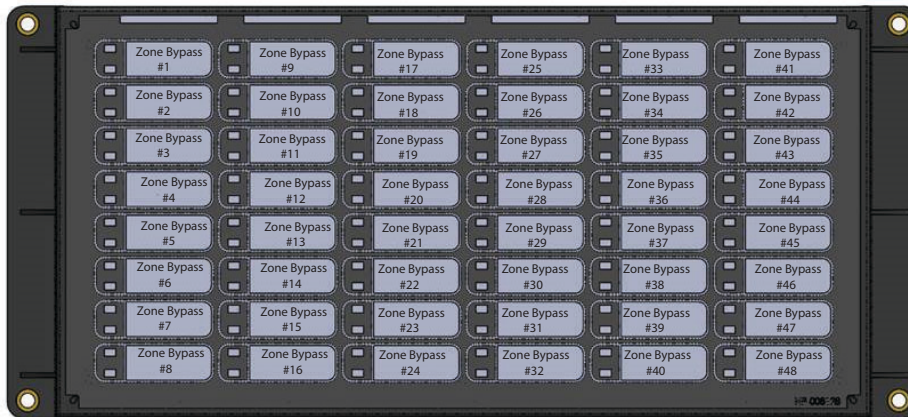 Zone Bypass
#1
Zone Bypass
#2
Zone Bypass
#3
Zone Bypass
#4
Zone Bypass
#5
Zone Bypass
#6
Zone Bypass
#7
Zone Bypass
#8
Zone Bypass
#9
Zone Bypass
#10
Zone Bypass
#11
Zone Bypass
#12
Zone Bypass
#13
Zone Bypass
#14
Zone Bypass
#15
Zone Bypass
#16
Zone Bypass
#17
Zone Bypass
#18
Zone Bypass
#19
Zone Bypass
#20
Zone Bypass
#21
Zone Bypass
#22
Zone Bypass
#23
Zone Bypass
#24
Zone Bypass
#25
Zone Bypass
#26
Zone Bypass
#27
Zone Bypass
#28
Zone Bypass
#29
Zone Bypass
#30
Zone Bypass
#31
Zone Bypass
#32
Zone Bypass
#33
Zone Bypass
#34
Zone Bypass
#35
Zone Bypass
#36
Zone Bypass
#37
Zone Bypass
#38
Zone Bypass
#39
Zone Bypass
#40
Zone Bypass
#41
Zone Bypass
#42
Zone Bypass
#43
Zone Bypass
#44
Zone Bypass
#45
Zone Bypass
#46
Zone Bypass
#47
Zone Bypass
#48